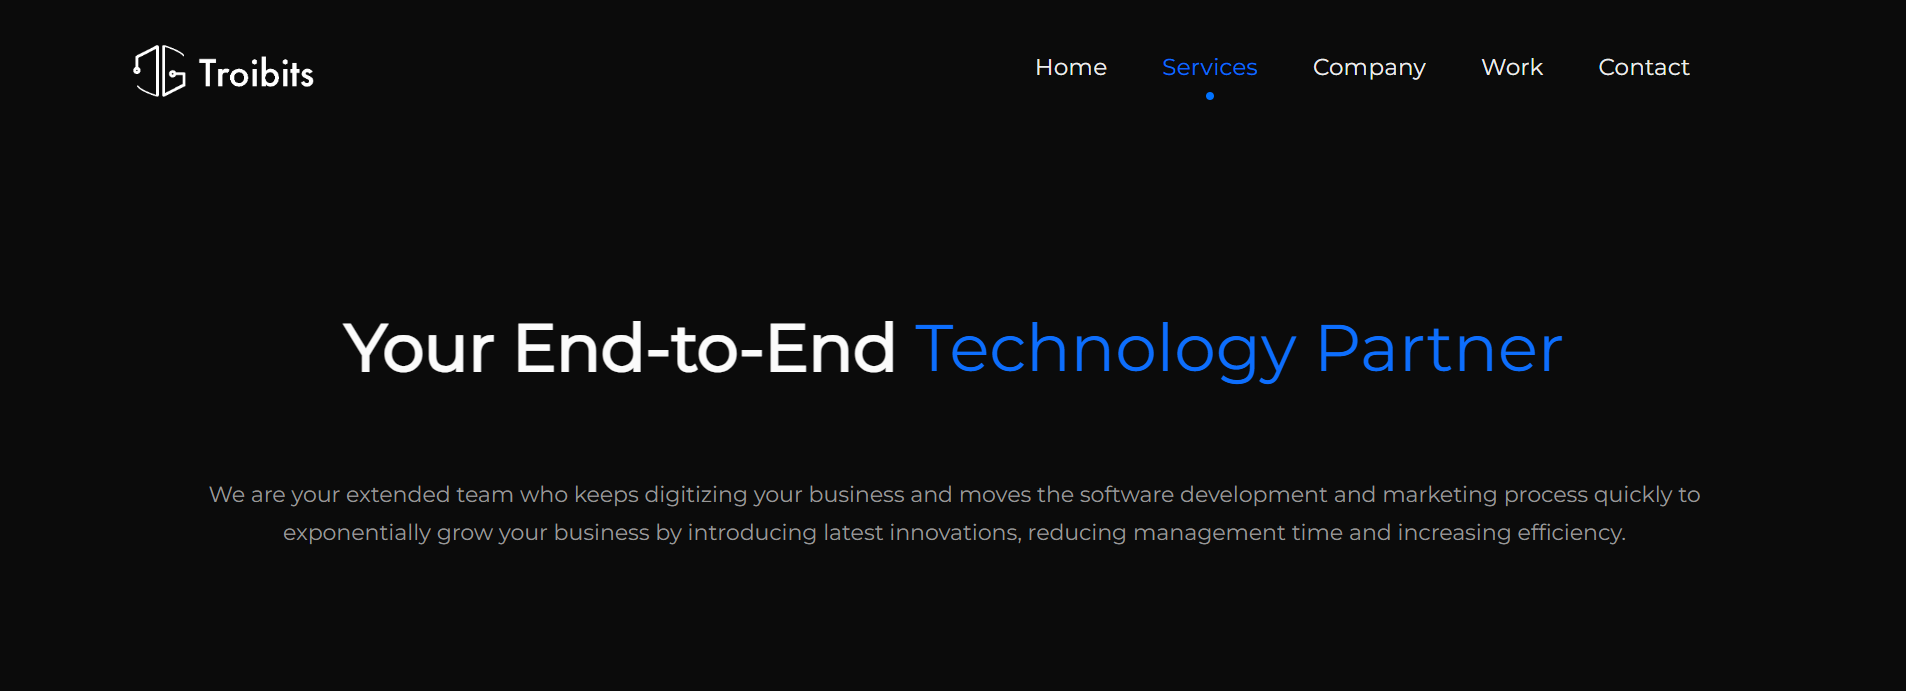 Troibits
Home Services Company Work Contact
Your End-to-End Technology Partner
We are your extended team who keeps digitizing your business and moves the software development and marketing process quickly to
exponentially grow your business by introducing latest innovations, reducing management time and increasing efficiency.